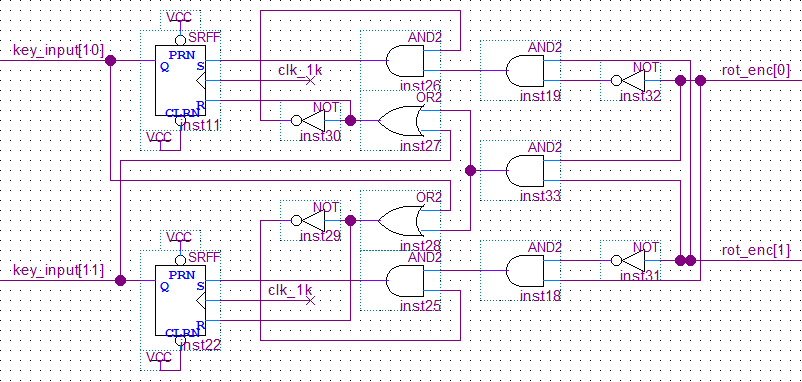 VCC
SRFF
PRN
Q
S
R
CLRN
inst11
VCC
key_input[10]
clk_1k
NOT
inst30
AND2
inst26
OR2
inst27
AND2
inst19
NOT
inst32
rot_enc[0]
AND2
inst33
NOT
inst29
OR2
inst28
VCC
SRFF
PRN
Q
S
R
CLRN
inst22
VCC
key_input[11]
clk_1k
AND2
inst25
AND2
inst18
NOT
inst31
rot_enc[1]